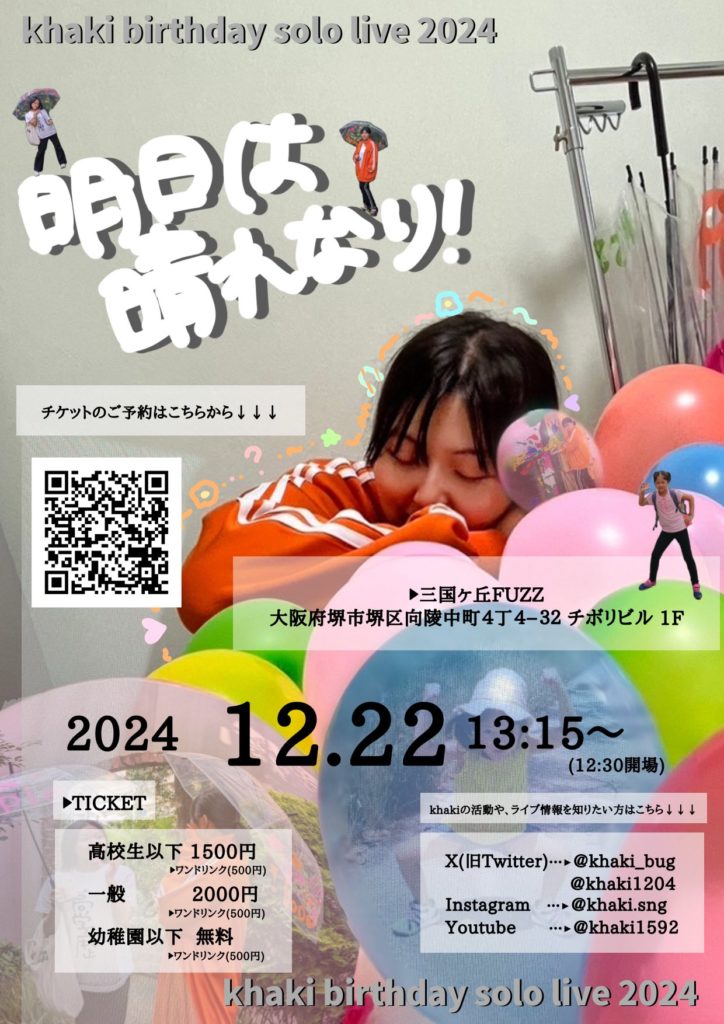 khaki birthday solo live 2024
明日は
晴れなり!
チケットのご予約はこちらから↓↓↓
▶三国ヶ丘FUZZ
大阪府堺市堺区向陵中町4丁4-32 チボリビル 1F
2024 12.22 13:15～
(12:30開場)
▶TICKET
高校生以下 1500円
▶ワンドリンク(500円)
一般 2000円
▶ワンドリンク(500円)
幼稚園以下 無料
▶ワンドリンク(500円)
khakiの活動や、ライブ情報を知りたい方はこちら↓↓↓
X(旧Twitter)…▸ @khaki_bug
@khaki1204
Instagram …▸ @khaki.sng
Youtube …▸ @khaki1592
khaki birthday solo live 2024